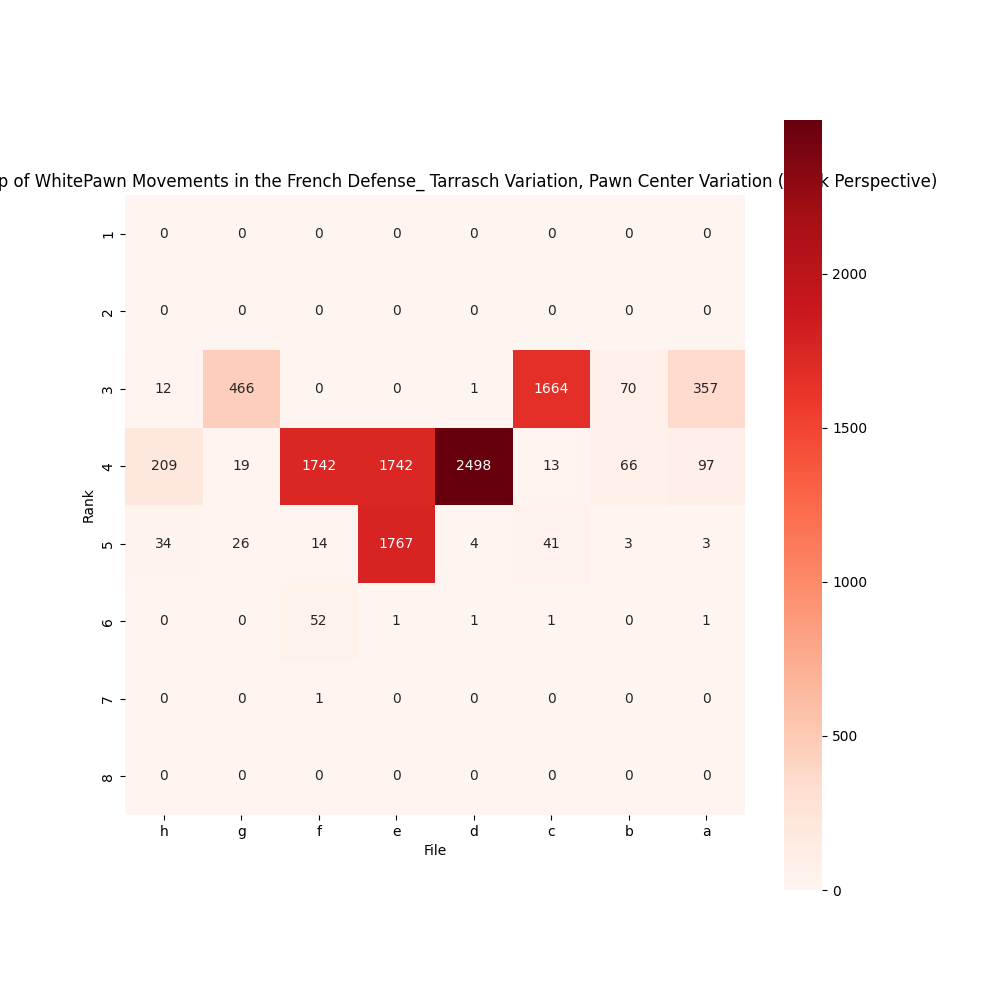 p of WhitePawn Movements in the French Defense_ Tarrasch Variation, Pawn Center Variation ( k Perspective)
1 0 0 0 0 0 0 0 0
2 0 0 0 0 0 0 0 0
3 12 466 0 0 1 1664 70 357
4 209 19 1742 1742 2498 13 66 97
5 34 26 14 1767 4 41 3 3
6 0 0 52 1 1 1 0 1
7 0 0 1 0 0 0 0 0
8 0 0 0 0 0 0 0 0
h g f e d c b a
File
Rank
2000
1500
1000
500
0